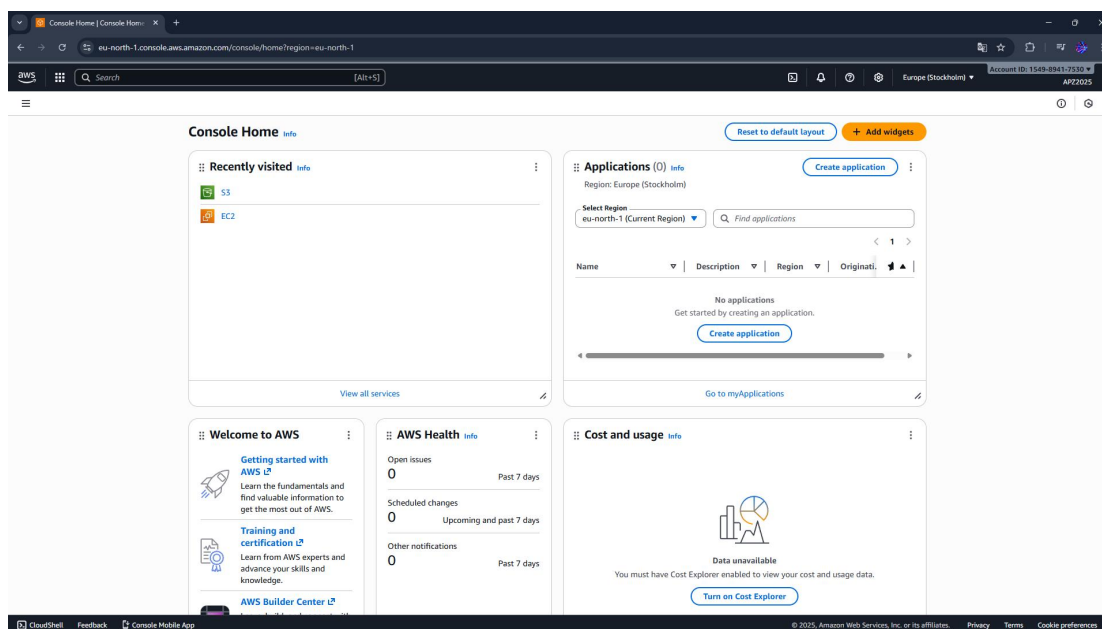 Console Home | Console Home
eu-north-1.console.aws.amazon.com/console/home?region=eu-north-1
aws
Search
[Alt+S]
Europe (Stockholm)
Account ID: 1549-8941-7530
APZ2025
Console Home Info
Reset to default layout
+ Add widgets
Recently visited Info
S3
EC2
View all services
Applications (0) Info
Create application
Region: Europe (Stockholm)
Select Region
eu-north-1 (Current Region)
Find applications
1
Name
Description
Region
Originati.
No applications
Get started by creating an application.
Create application
Go to myApplications
Welcome to AWS
Getting started with
AWS
Learn the fundamentals and
find valuable information to
get the most out of AWS.
Training and
certification
Learn from AWS experts and
advance your skills and
knowledge.
AWS Builder Center
AWS Health Info
Open issues
0
Past 7 days
Scheduled changes
0
Upcoming and past 7 days
Other notifications
0
Past 7 days
Cost and usage Info
Data unavailable
You must have Cost Explorer enabled to view your cost and usage data.
Turn on Cost Explorer
CloudShell
Feedback
Console Mobile App
© 2025, Amazon Web Services, Inc. or its affiliates.
Privacy
Terms
Cookie preferences